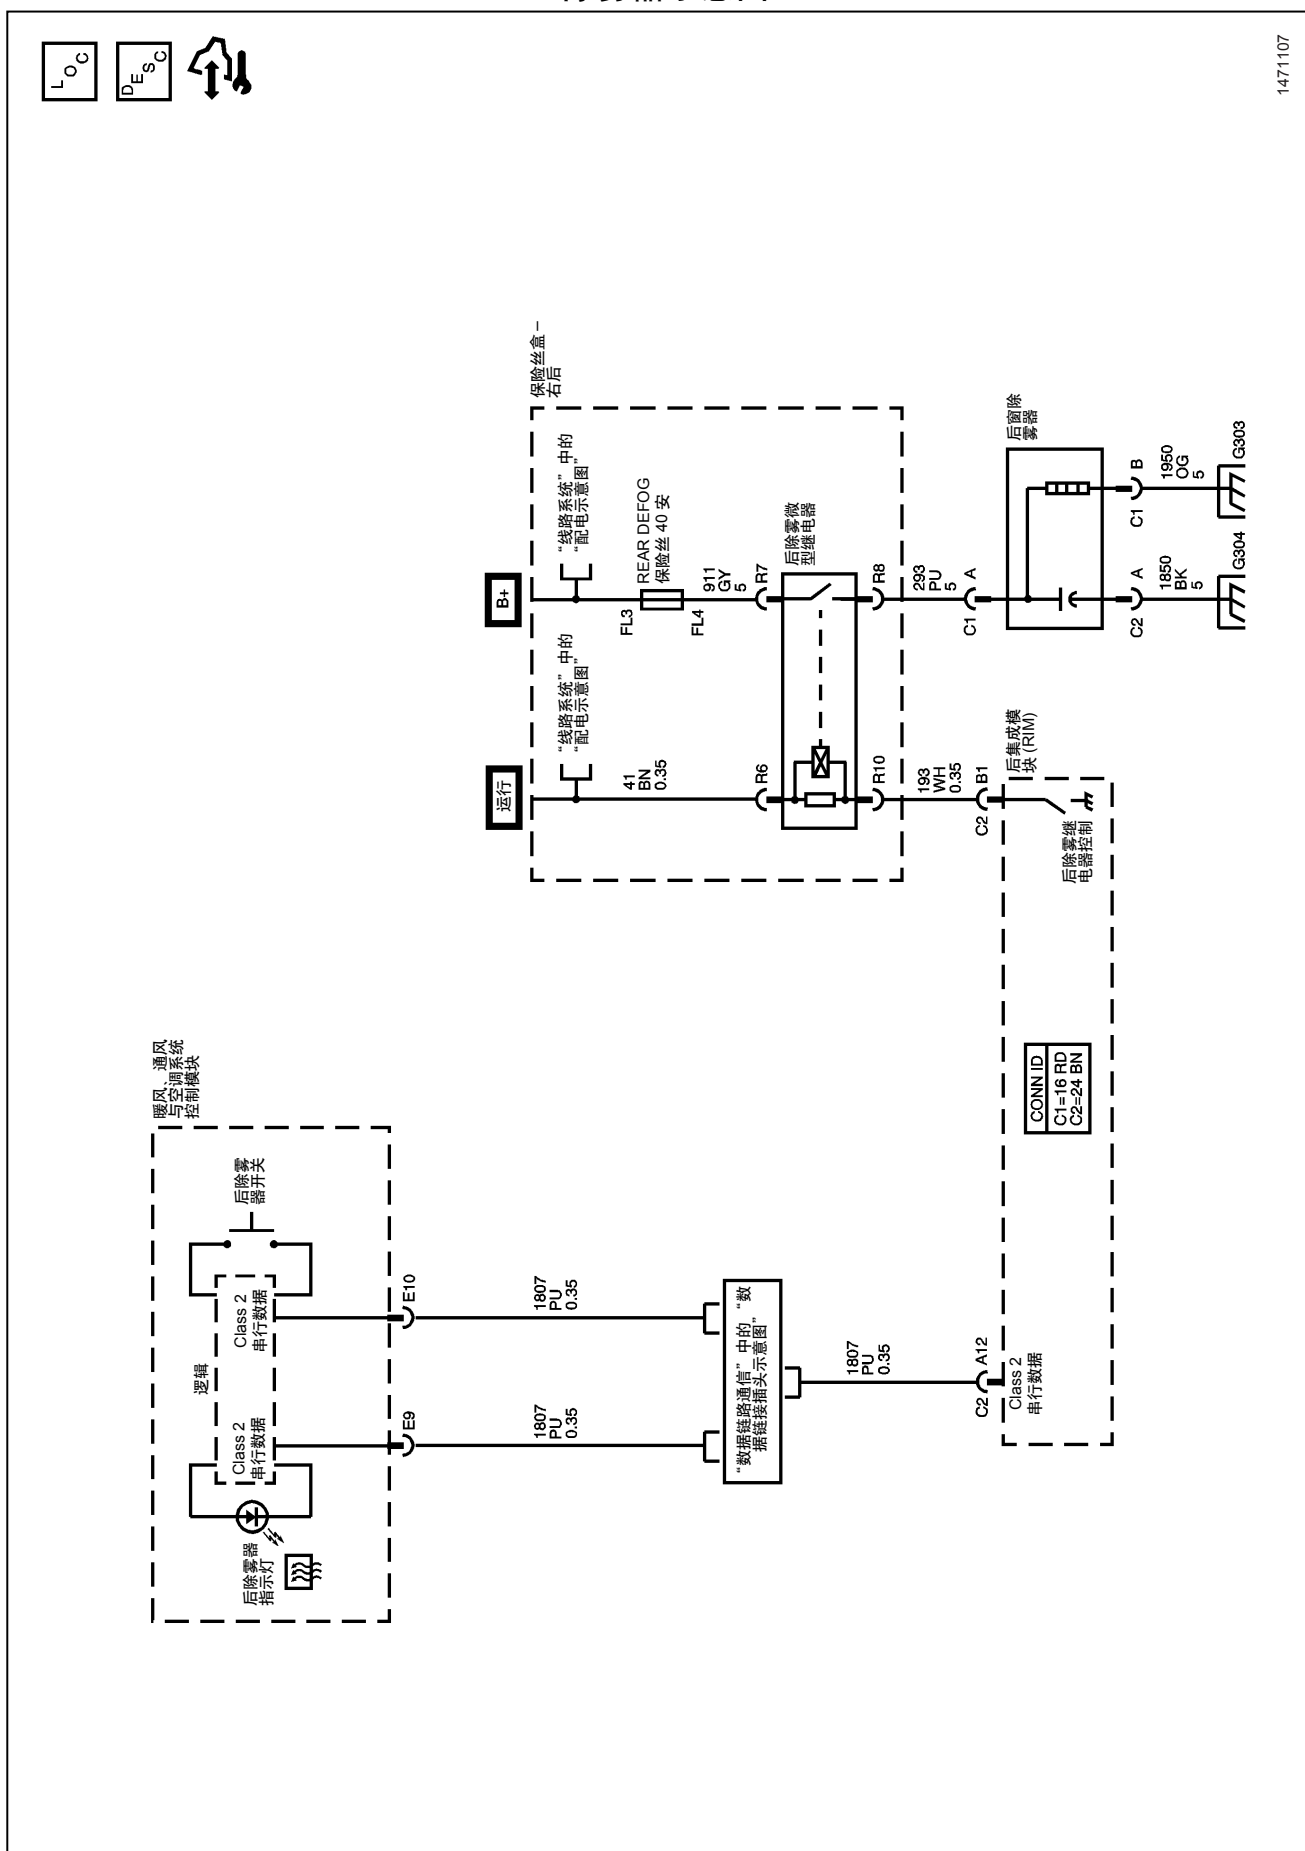 LOC
DESC
1471107
保险丝盒－
右后
B+
“线路系统”中的
“配电示意图”
FL3
REAR DEFOG
保险丝 40 安
FL4
911
GY
5
R7
后除雾微
型继电器
R8
293
PU
5
C1
A
后窗除
雾器
C1
B
1950
OG
5
G303
C2
A
1850
BK
5
G304
运行
“线路系统”中的
“配电示意图”
41
BN
0.35
R6
R10
193
WH
0.35
C2
B1
后集成模
块 (RIM)
后除雾继
电器控制
CONN ID
C1=16 RD
C2=24 BN
暖风、通风
与空调系统
控制模块
后除雾
器开关
逻辑
Class 2
串行数据
Class 2
串行数据
后除雾器
指示灯
E10
1807
PU
0.35
E9
1807
PU
0.35
“数据链路通信”中的“数
据链接插头示意图”
1807
PU
0.35
C2
A12
Class 2
串行数据